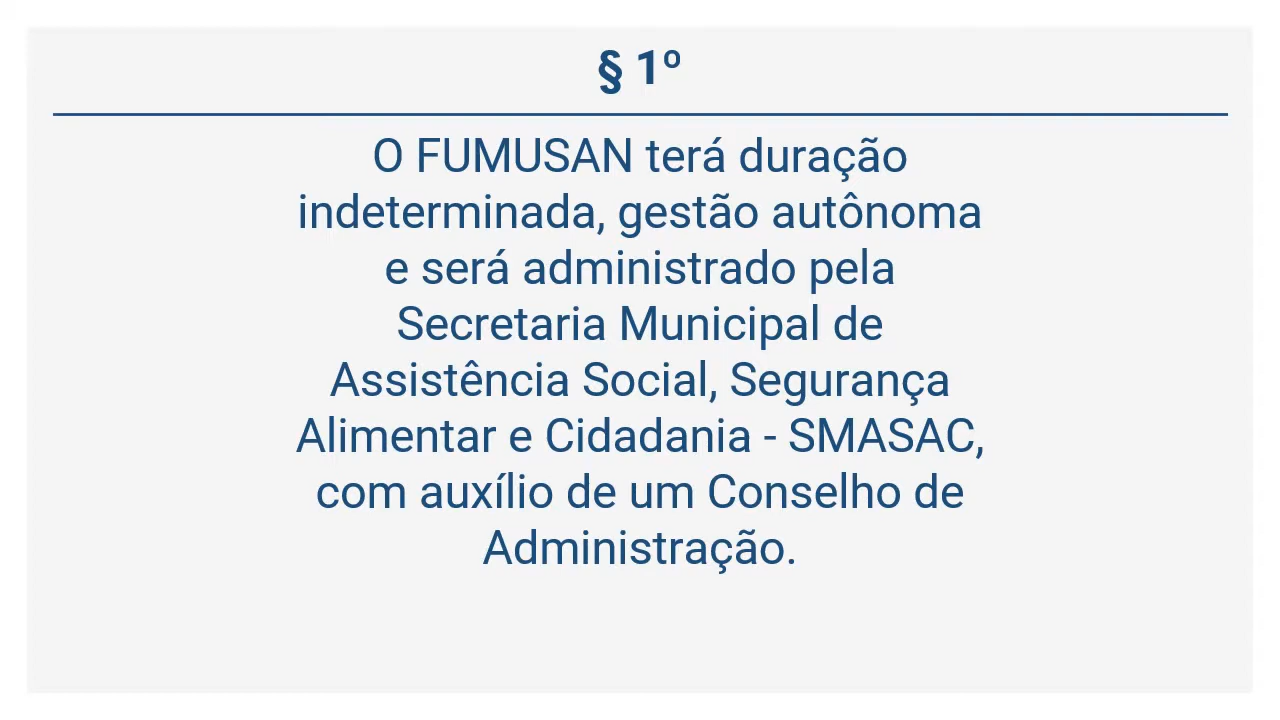 § 1º
O FUMUSAN terá duração
indeterminada, gestão autônoma
e será administrado pela
Secretaria Municipal de
Assistência Social, Segurança
Alimentar e Cidadania - SMASAC,
com auxílio de um Conselho de
Administração.